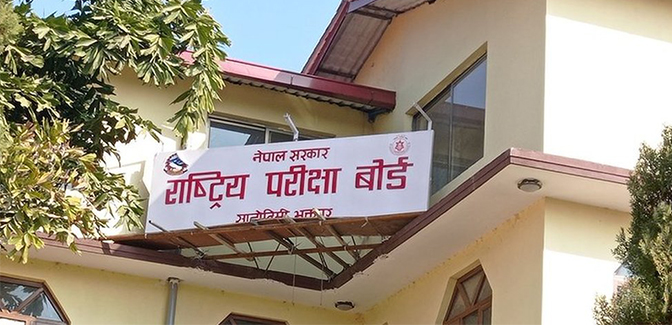 नेपाल सरकार
राष्ट्रिय परीक्षा बोर्ड
सानोठिमी भक्तपुर